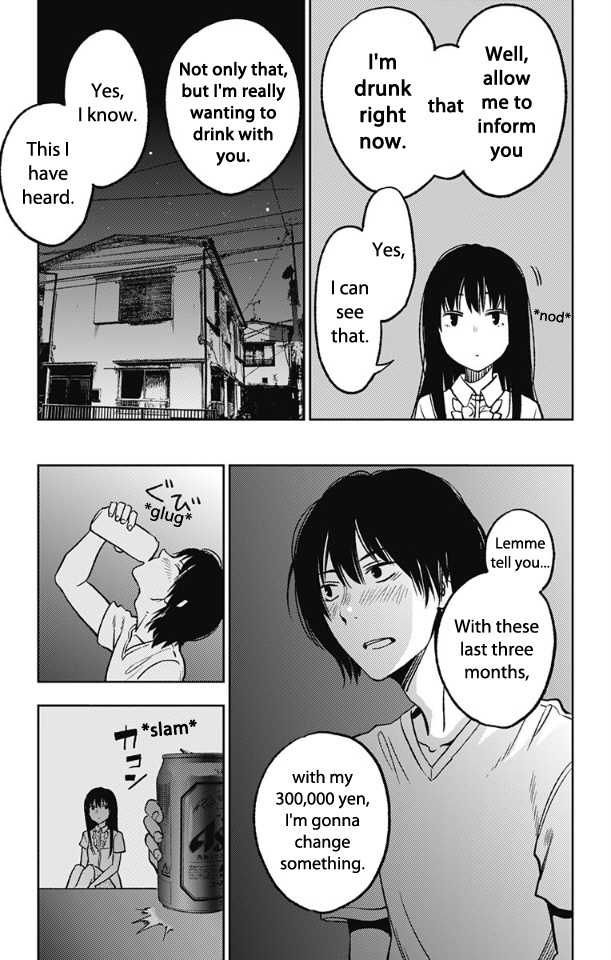 Well,
allow
me to
inform
you
that
I'm
drunk
right
now.
Yes,
I can
see
that.
*nod*
Not only that,
but I'm really
wanting to
drink with
you.
Yes,
I know.
This I
have
heard.
Lemme
tell you...
With these
last three
months,
with my
300,000 yen,
I'm gonna
change
something.
ぐび
*glug*
*slam*
カコン